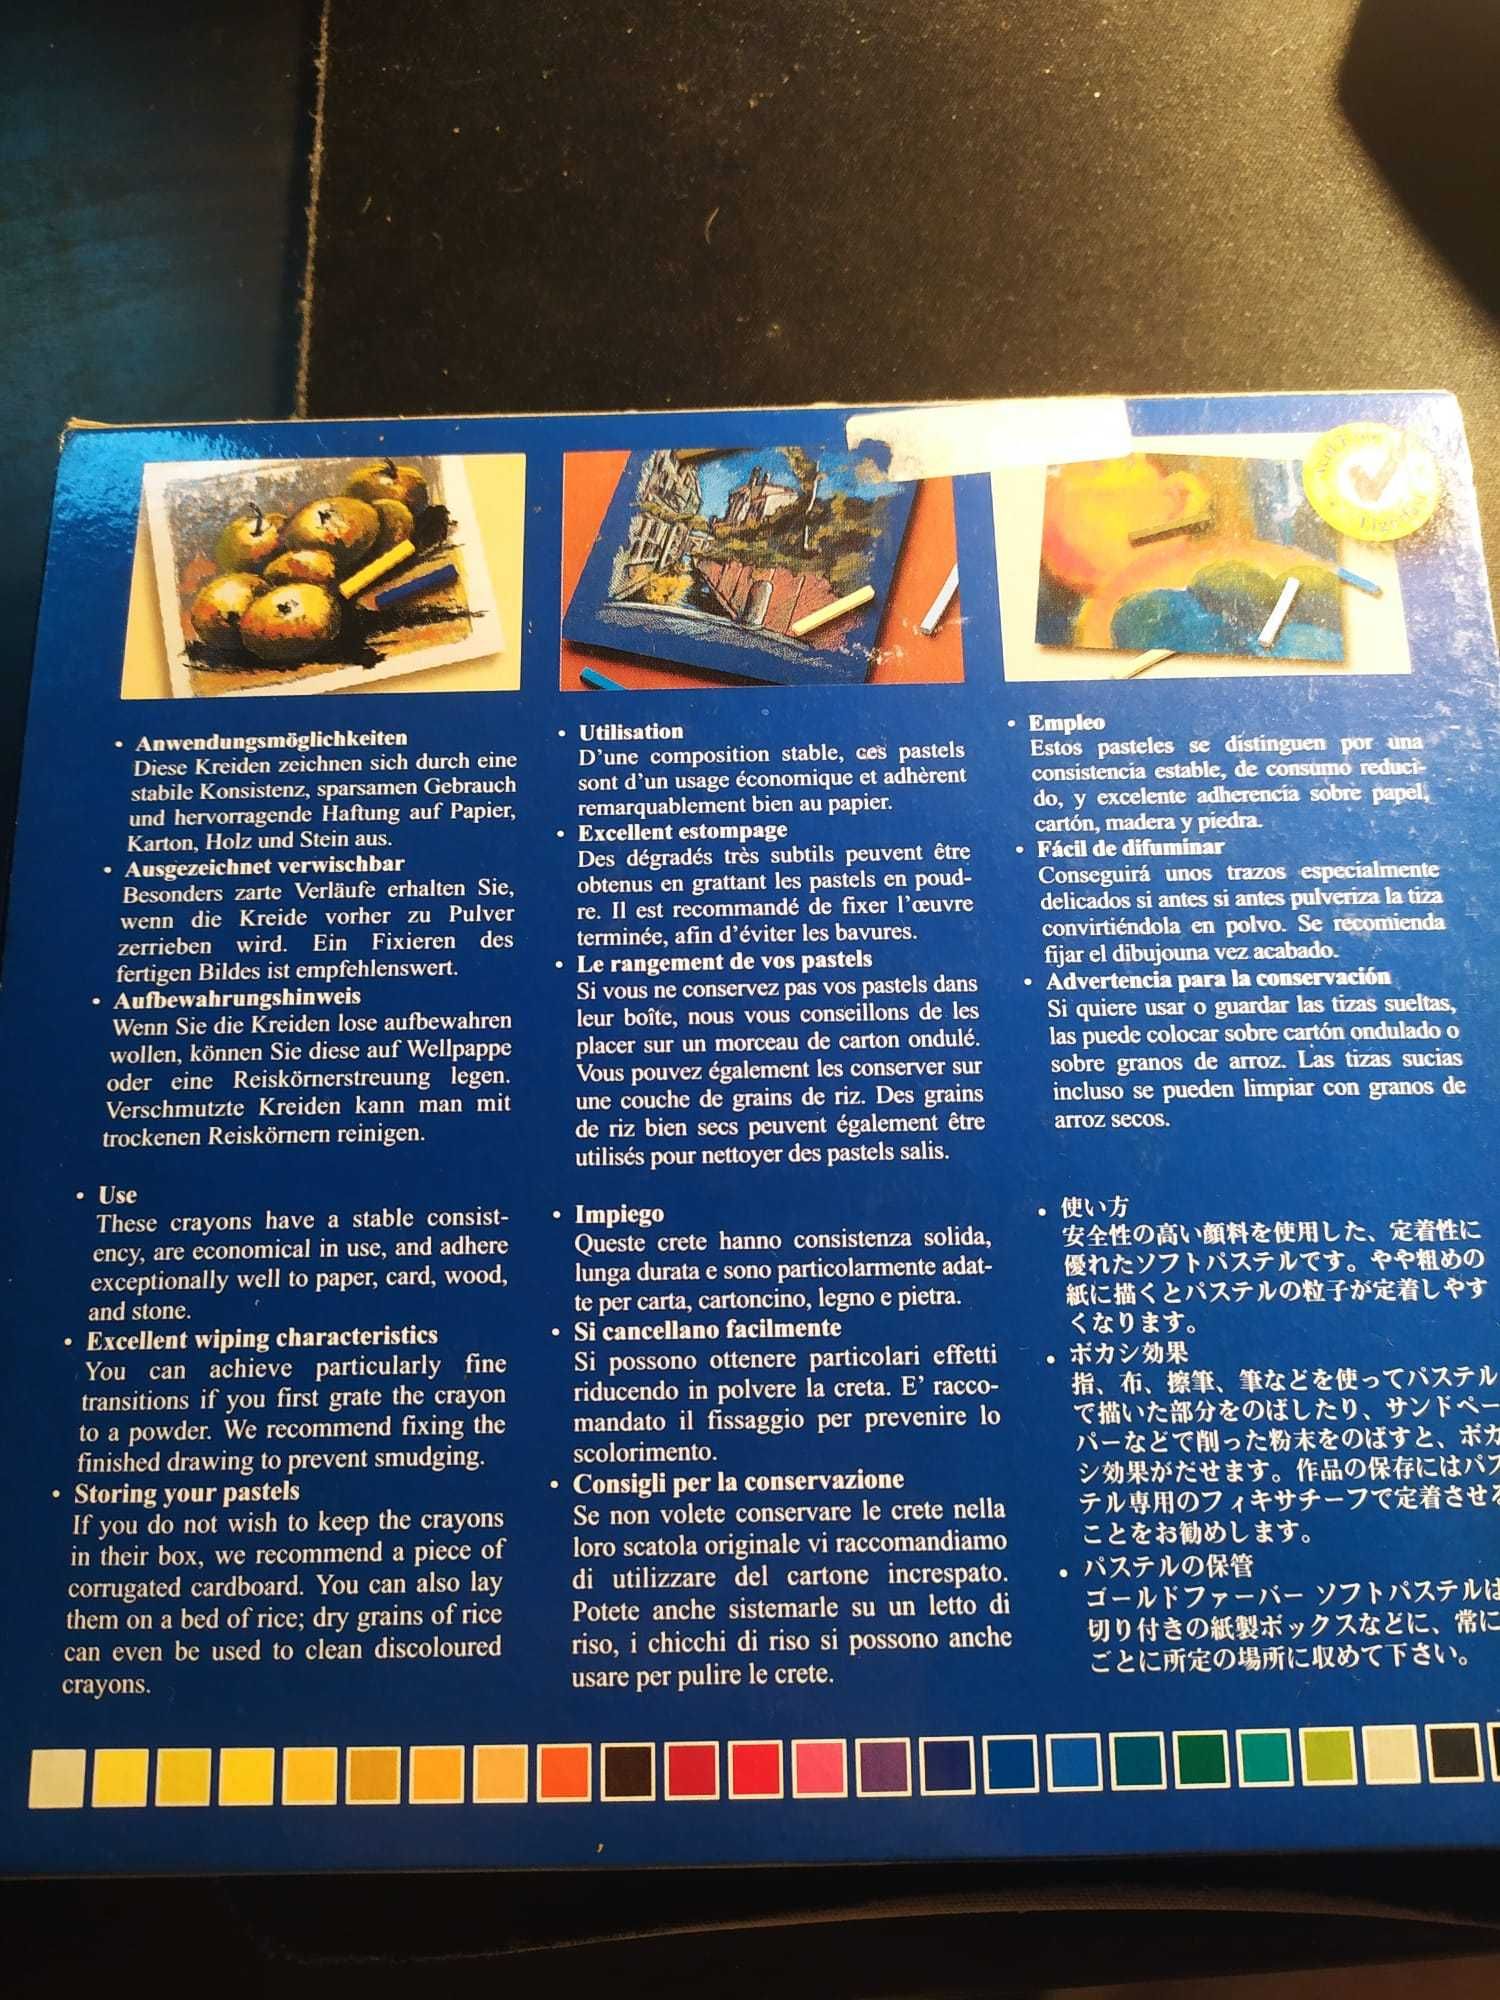 • Anwendungsmöglichkeiten
Diese Kreiden zeichnen sich durch eine
stabile Konsistenz, sparsamen Gebrauch
und hervorragende Haftung auf Papier,
Karton, Holz und Stein aus.
• Ausgezeichnet verwischbar
Besonders zarte Verläufe erhalten Sie,
wenn die Kreide vorher zu Pulver
zerrieben wird. Ein Fixieren des
fertigen Bildes ist empfehlenswert.
• Aufbewahrungshinweis
Wenn Sie die Kreiden lose aufbewahren
wollen, können Sie diese auf Wellpappe
oder eine Reiskörnerstreuung legen.
Verschmutzte Kreiden kann man mit
trockenen Reiskörnern reinigen.
• Utilisation
D'une composition stable, ces pastels
sont d'un usage économique et adhèrent
remarquablement bien au papier.
• Excellent estompage
Des dégradés très subtils peuvent être
obtenus en grattant les pastels en poud-
re. Il est recommandé de fixer l'œuvre
terminée, afin d'éviter les bavures.
• Le rangement de vos pastels
Si vous ne conservez pas vos pastels dans
leur boîte, nous vous conseillons de les
placer sur un morceau de carton ondulé.
Vous pouvez également les conserver sur
une couche de grains de riz. Des grains
de riz bien secs peuvent également être
utilisés pour nettoyer des pastels salis.
• Empleo
Estos pasteles se distinguen por una
consistencia estable, de consumo reduci-
do, y excelente adherencia sobre papel,
cartón, madera y piedra.
• Fácil de difuminar
Conseguirá unos trazos especialmente
delicados si antes si antes pulveriza la tiza
convirtiéndola en polvo. Se recomienda
fijar el dibujouna vez acabado.
• Advertencia para la conservación
Si quiere usar o guardar las tizas sueltas,
las puede colocar sobre cartón ondulado o
sobre granos de arroz. Las tizas sucias
incluso se pueden limpiar con granos de
arroz secos.
• Use
These crayons have a stable consist-
ency, are economical in use, and adhere
exceptionally well to paper, card, wood,
and stone.
• Excellent wiping characteristics
You can achieve particularly fine
transitions if you first grate the crayon
to a powder. We recommend fixing the
finished drawing to prevent smudging.
• Storing your pastels
If you do not wish to keep the crayons
in their box, we recommend a piece of
corrugated cardboard. You can also lay
them on a bed of rice; dry grains of rice
can even be used to clean discoloured
crayons.
• Impiego
Queste crete hanno consistenza solida,
lunga durata e sono particolarmente adat-
te per carta, cartoncino, legno e pietra.
• Si cancellano facilmente
Si possono ottenere particolari effetti
riducendo in polvere la creta. E' racco-
mandato il fissaggio per prevenire lo
scolorimento.
• Consigli per la conservazione
Se non volete conservare le crete nella
loro scatola originale vi raccomandiamo
di utilizzare del cartone increspato.
Potete anche sistemarle su un letto di
riso, i chicchi di riso si possono anche
usare per pulire le crete.
• 使い方
安全性の高い顔料を使用した、定着性に
優れたソフトパステルです。やや粗めの
紙に描くとパステルの粒子が定着しやす
くなります。
• ボカシ効果
指、布、擦筆、筆などを使ってパステル
で描いた部分をのばしたり、サンドペー
パーなどで削った粉末をのばすと、ボカ
シ効果がだせます。作品の保存にはパス
テル専用のフィキサチーフで定着させる
ことをお勧めします。
• パステルの保管
ゴールドファーバー ソフトパステルは
切り付きの紙製ボックスなどに、常に
ごとに所定の場所に収めて下さい。